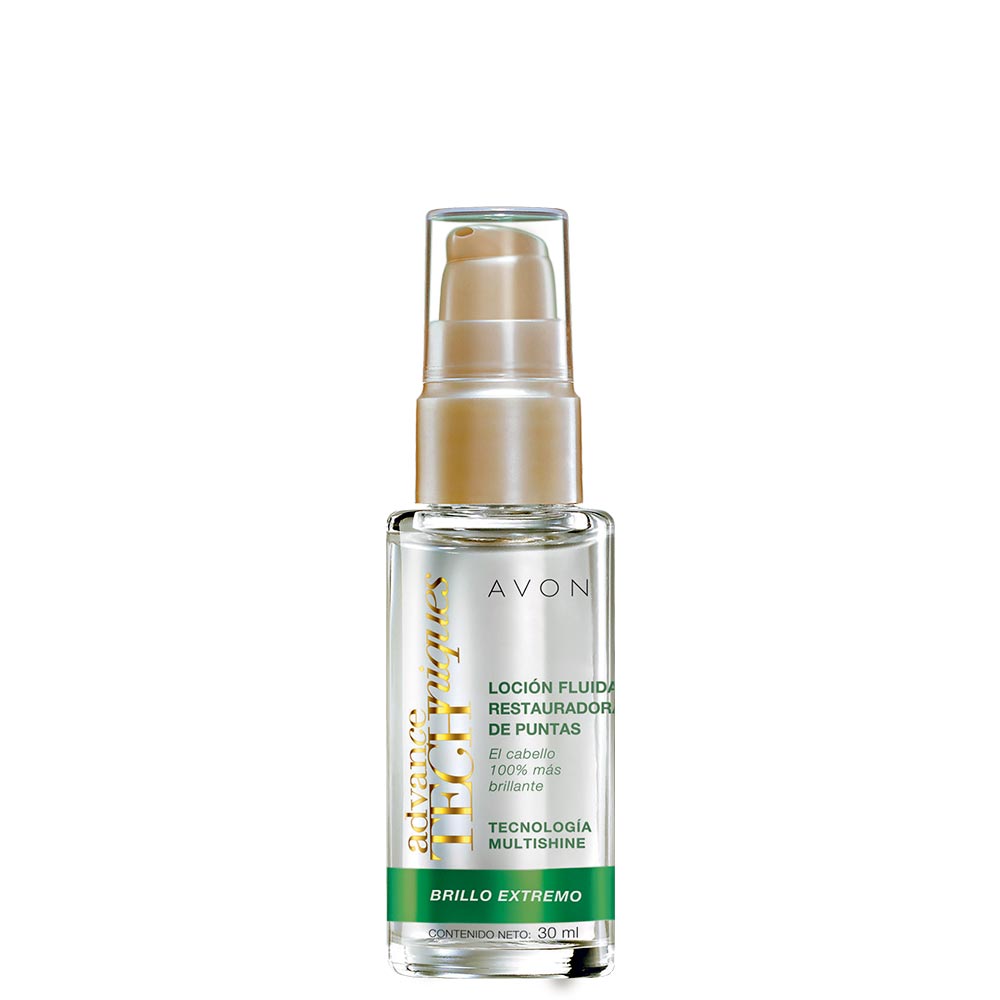 AVON
advance
TECHniques
LOCIÓN FLUIDA
RESTAURADORA
DE PUNTAS
El cabello
100% más
brillante
TECNOLOGÍA
MULTISHINE
BRILLO EXTREMO
CONTENIDO NETO: 30 ml